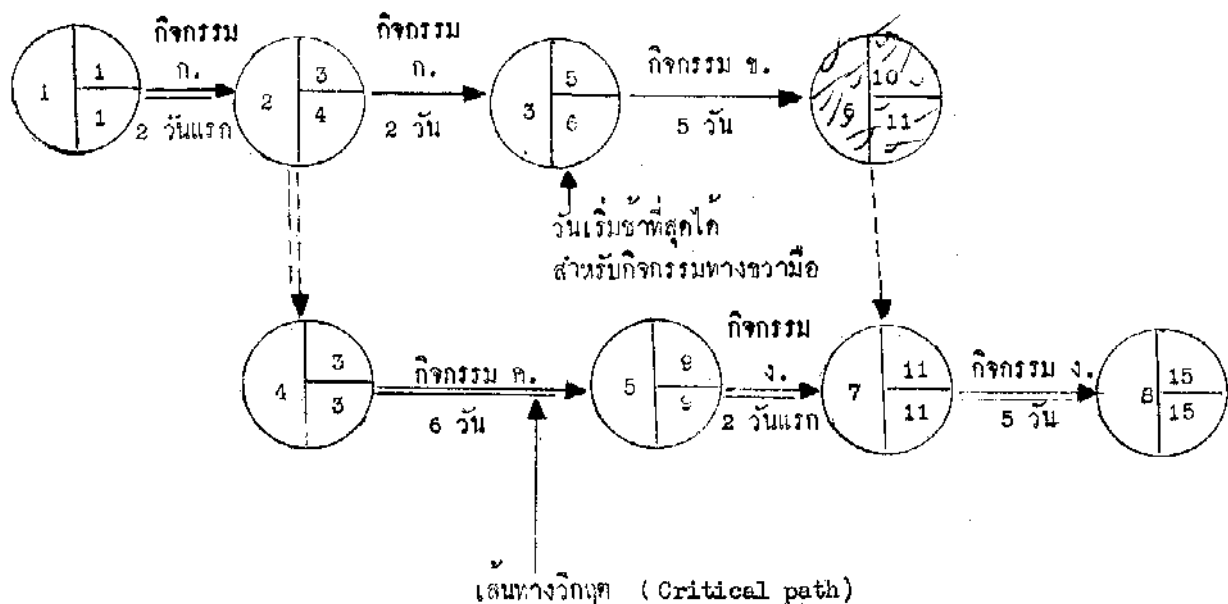 กิจกรรม
ก.
2 วันแรก
กิจกรรม
ก.
2 วัน
กิจกรรม ข.
5 วัน
1
1
1
2
3
4
3
5
6
10
11
วันเริ่มช้าที่สุดได้
สำหรับกิจกรรมทางขวามือ
4
3
3
กิจกรรม ค.
6 วัน
5
9
9
กิจกรรม
ง.
2 วันแรก
7
11
11
กิจกรรม ง.
5 วัน
8
15
15
เส้นทางวิกฤต (Critical path)